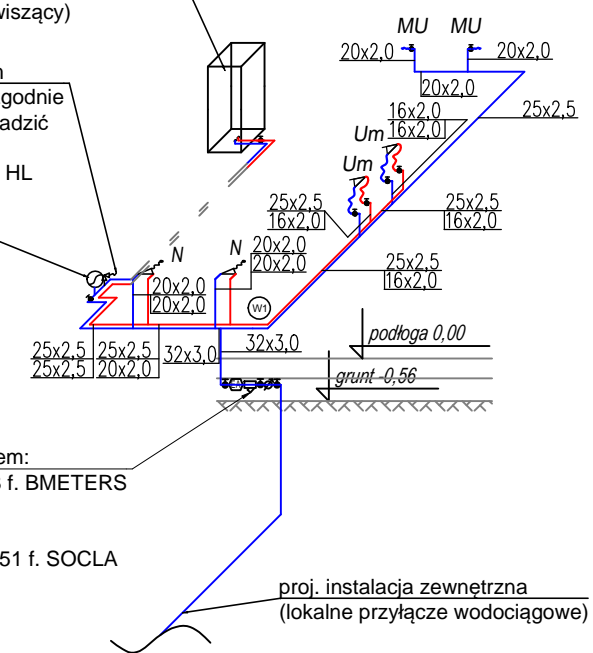 wiszący)
MU MU
20x2,0 20x2,0
20x2,0
godnie
adzić
HL
16x2,0
16x2,0
25x2,5
Um
Um
25x2,5
16x2,0
25x2,5
16x2,0
N
N
20x2,0
20x2,0
20x2,0
20x2,0
25x2,5
16x2,0
W1
25x2,5
25x2,5
25x2,5
20x2,0
32x3,0
32x3,0
podłoga 0,00
grunt -0,56
em:
f. BMETERS
51 f. SOCLA
proj. instalacja zewnętrzna
(lokalne przyłącze wodociągowe)